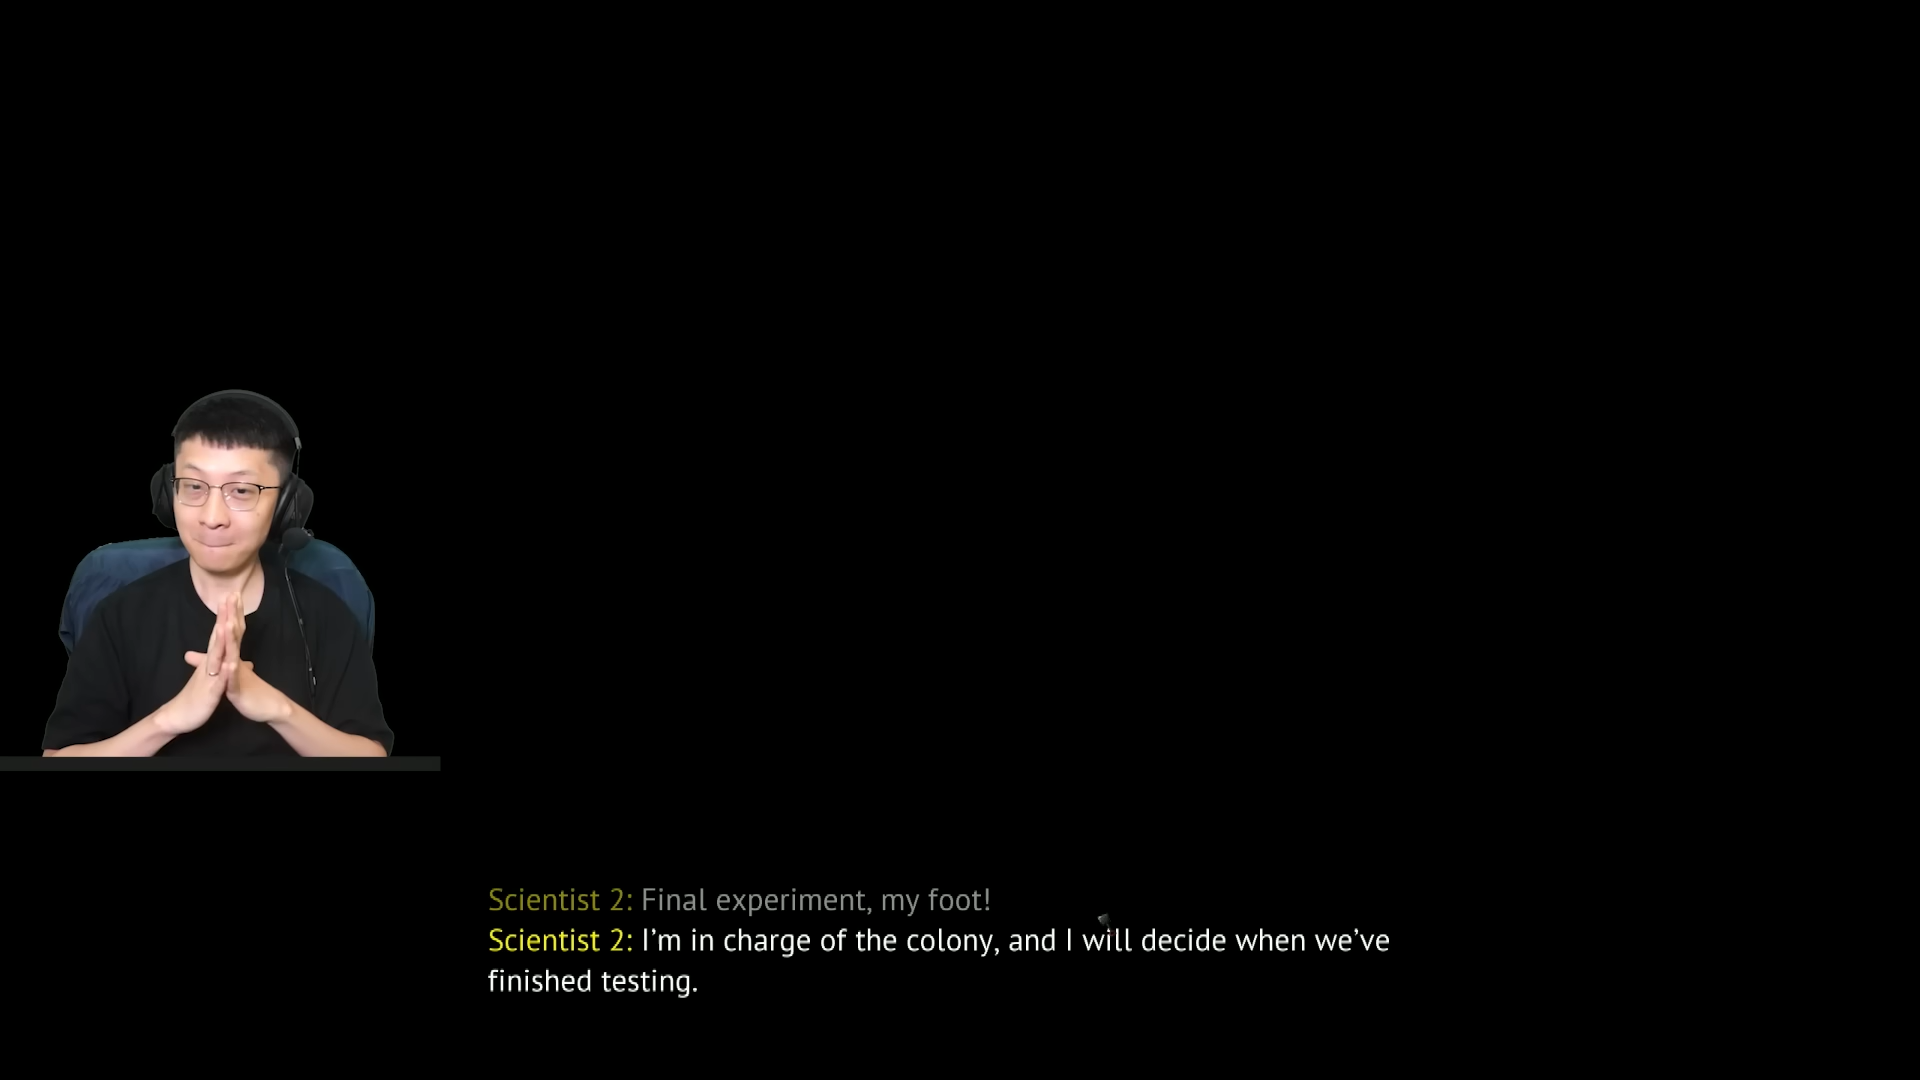 Scientist 2: Final experiment, my foot!
Scientist 2: I’m in charge of the colony, and I will decide when we’ve
finished testing.